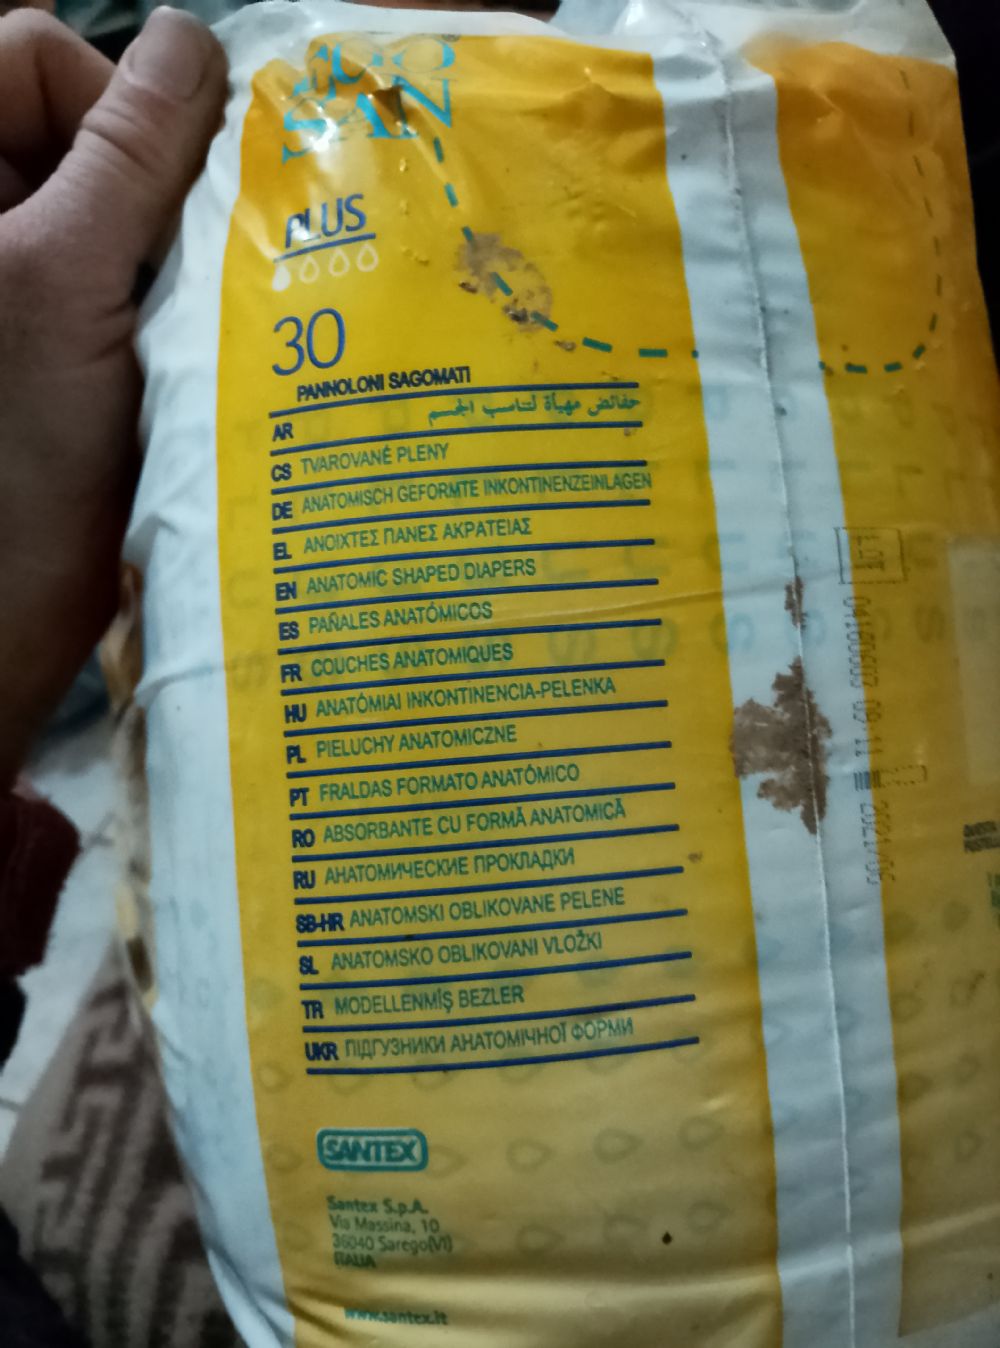 EGO
SAN
PLUS
30
PANNOLONI SAGOMATI
AR حفائض مهيأة لتناسب الجسم
CS TVAROVANÉ PLENY
DE ANATOMISCH GEFORMTE INKONTINENZEINLAGEN
EL ΑΝΟΙΧΤΕΣ ΠΑΝΕΣ ΑΚΡΑΤΕΙΑΣ
EN ANATOMIC SHAPED DIAPERS
ES PAÑALES ANATÓMICOS
FR COUCHES ANATOMIQUES
HU ANATÓMIAI INKONTINENCIA-PELENKA
PL PIELUCHY ANATOMICZNE
PT FRALDAS FORMATO ANATÓMICO
RO ABSORBANTE CU FORMĂ ANATOMICĂ
RU АНАТОМИЧЕСКИЕ ПРОКЛАДКИ
SB-HR ANATOMSKI OBLIKOVANE PELENE
SL ANATOMSKO OBLIKOVANI VLOŽKI
TR MODELLENMİŞ BEZLER
UKR ПІДГУЗНИКИ АНАТОМІЧНОЇ ФОРМИ
SANTEX
Santex S.p.A.
Via Massina, 10
36040 Sarego(VI)
ITALIA
www.santex.it
LOT